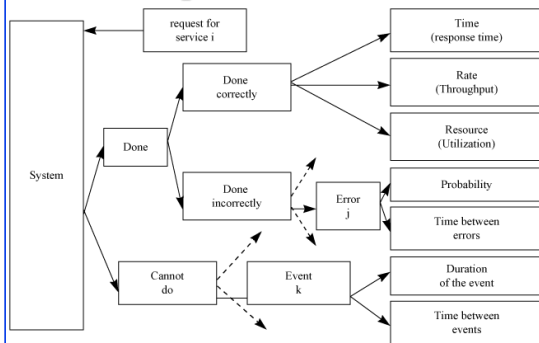 request for
service i
Time
(response time)
Done
correctly
Rate
(Throughput)
Resource
(Utilization)
Done
System
Done
incorrectly
Error
j
Probability
Time between
errors
Cannot
do
Event
k
Duration
of the event
Time between
events